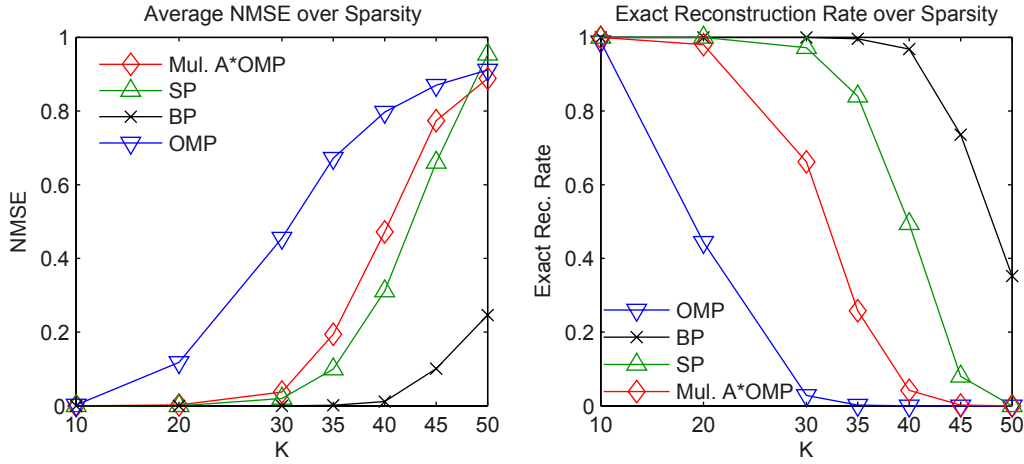 Average NMSE over Sparsity
1
0.8
0.6
0.4
0.2
0
NMSE
Mul. A*OMP
SP
BP
OMP
10 20 30 35 40 45 50
K
Exact Reconstruction Rate over Sparsity
1
0.8
0.6
0.4
0.2
0
Exact Rec. Rate
OMP
BP
SP
Mul. A*OMP
10 20 30 35 40 45 50
K